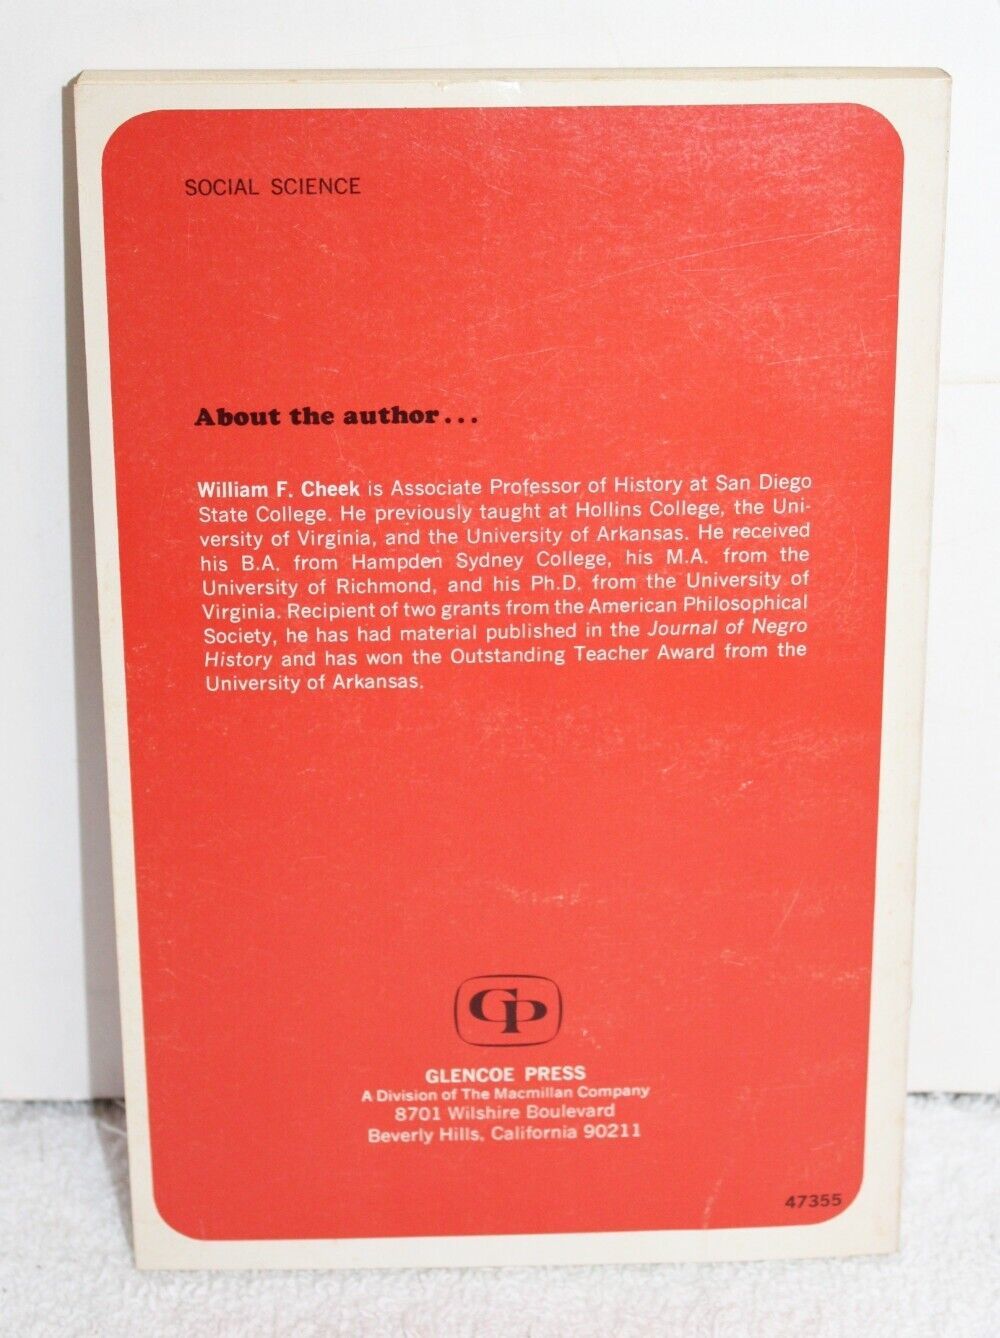 SOCIAL SCIENCE
About the author...
William F. Cheek is Associate Professor of History at San Diego
State College. He previously taught at Hollins College, the Uni-
versity of Virginia, and the University of Arkansas. He received
his B.A. from Hampden Sydney College, his M.A. from the
University of Richmond, and his Ph.D. from the University of
Virginia. Recipient of two grants from the American Philosophical
Society, he has had material published in the Journal of Negro
History and has won the Outstanding Teacher Award from the
University of Arkansas.
GP
GLENCOE PRESS
A Division of The Macmillan Company
8701 Wilshire Boulevard
Beverly Hills, California 90211
47355